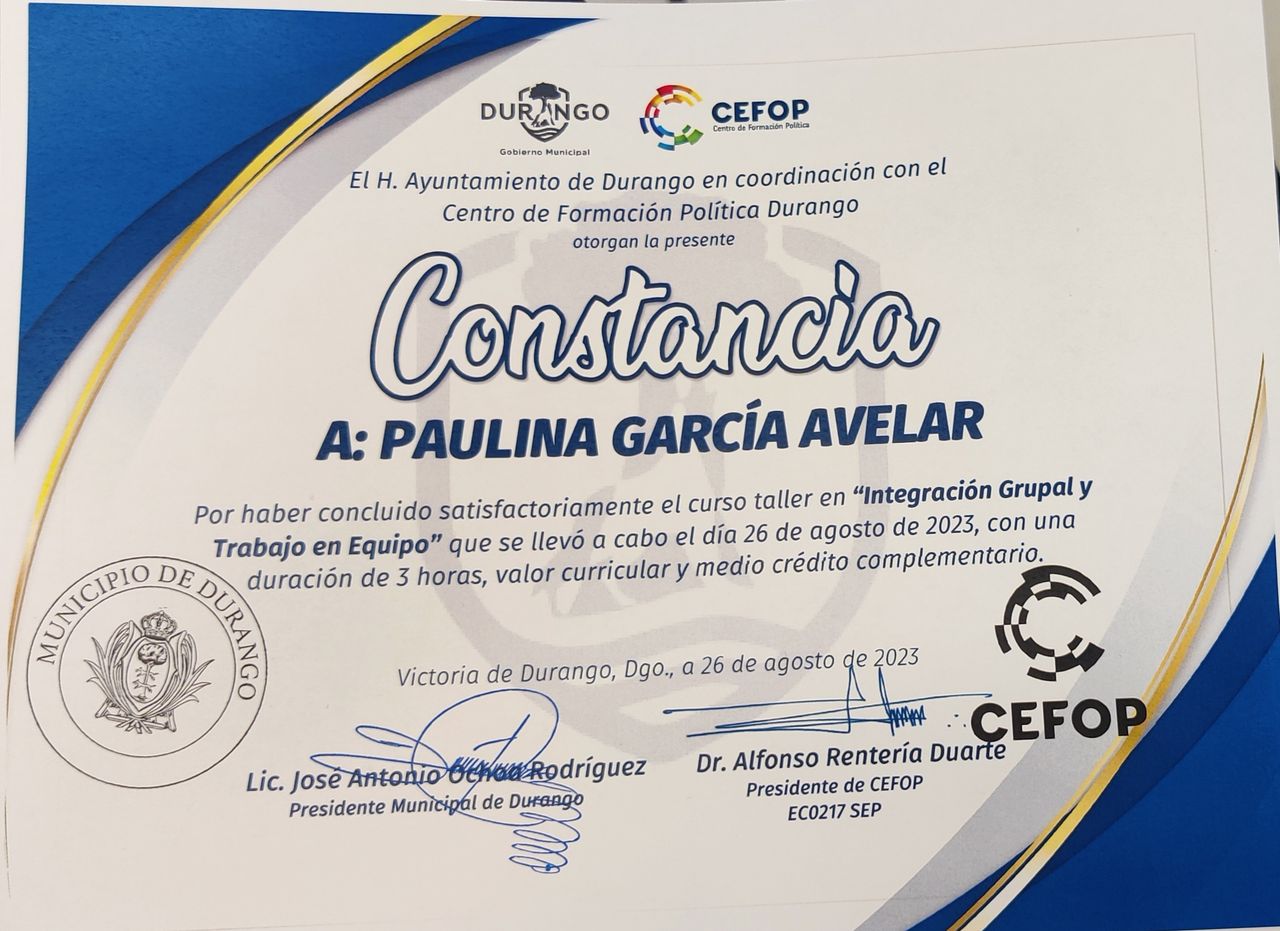 DURANGO
Gobierno Municipal
CEFOP
Centro de Formación Política
El H. Ayuntamiento de Durango en coordinación con el
Centro de Formación Política Durango
otorgan la presente
Constancia
A: PAULINA GARCÍA AVELAR
Por haber concluido satisfactoriamente el curso taller en “Integración Grupal y
Trabajo en Equipo” que se llevó a cabo el día 26 de agosto de 2023, con una
duración de 3 horas, valor curricular y medio crédito complementario.
MUNICIPIO DE DURANGO
Victoria de Durango, Dgo., a 26 de agosto de 2023
CEFOP
Lic. José Antonio Ochoa Rodríguez
Presidente Municipal de Durango
Dr. Alfonso Rentería Duarte
Presidente de CEFOP
EC0217 SEP